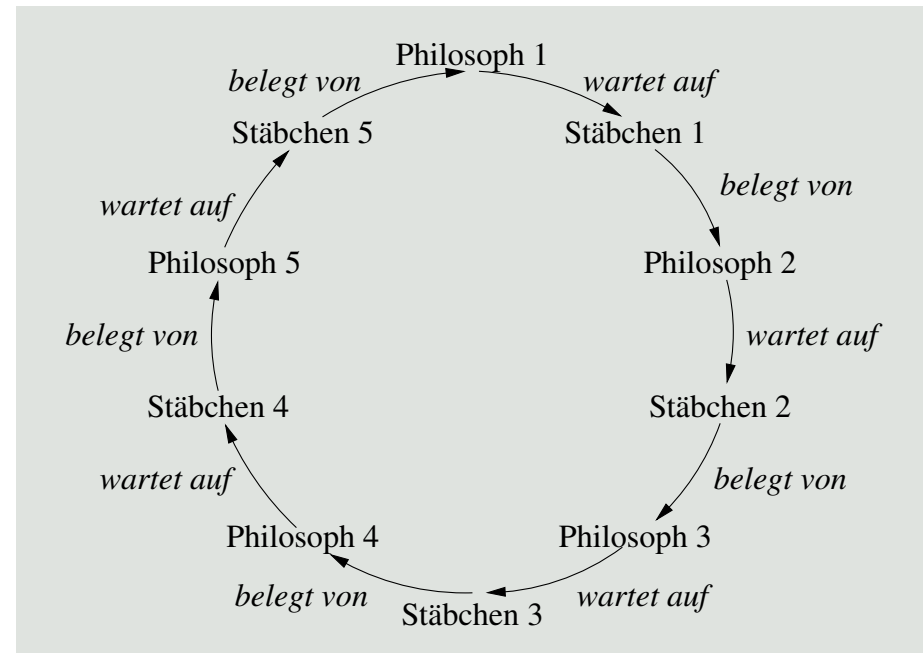 Philosoph 1
wartet auf
Stäbchen 1
belegt von
Philosoph 2
wartet auf
Stäbchen 2
belegt von
Philosoph 3
wartet auf
Stäbchen 3
belegt von
Philosoph 4
wartet auf
Stäbchen 4
belegt von
Philosoph 5
wartet auf
Stäbchen 5
belegt von